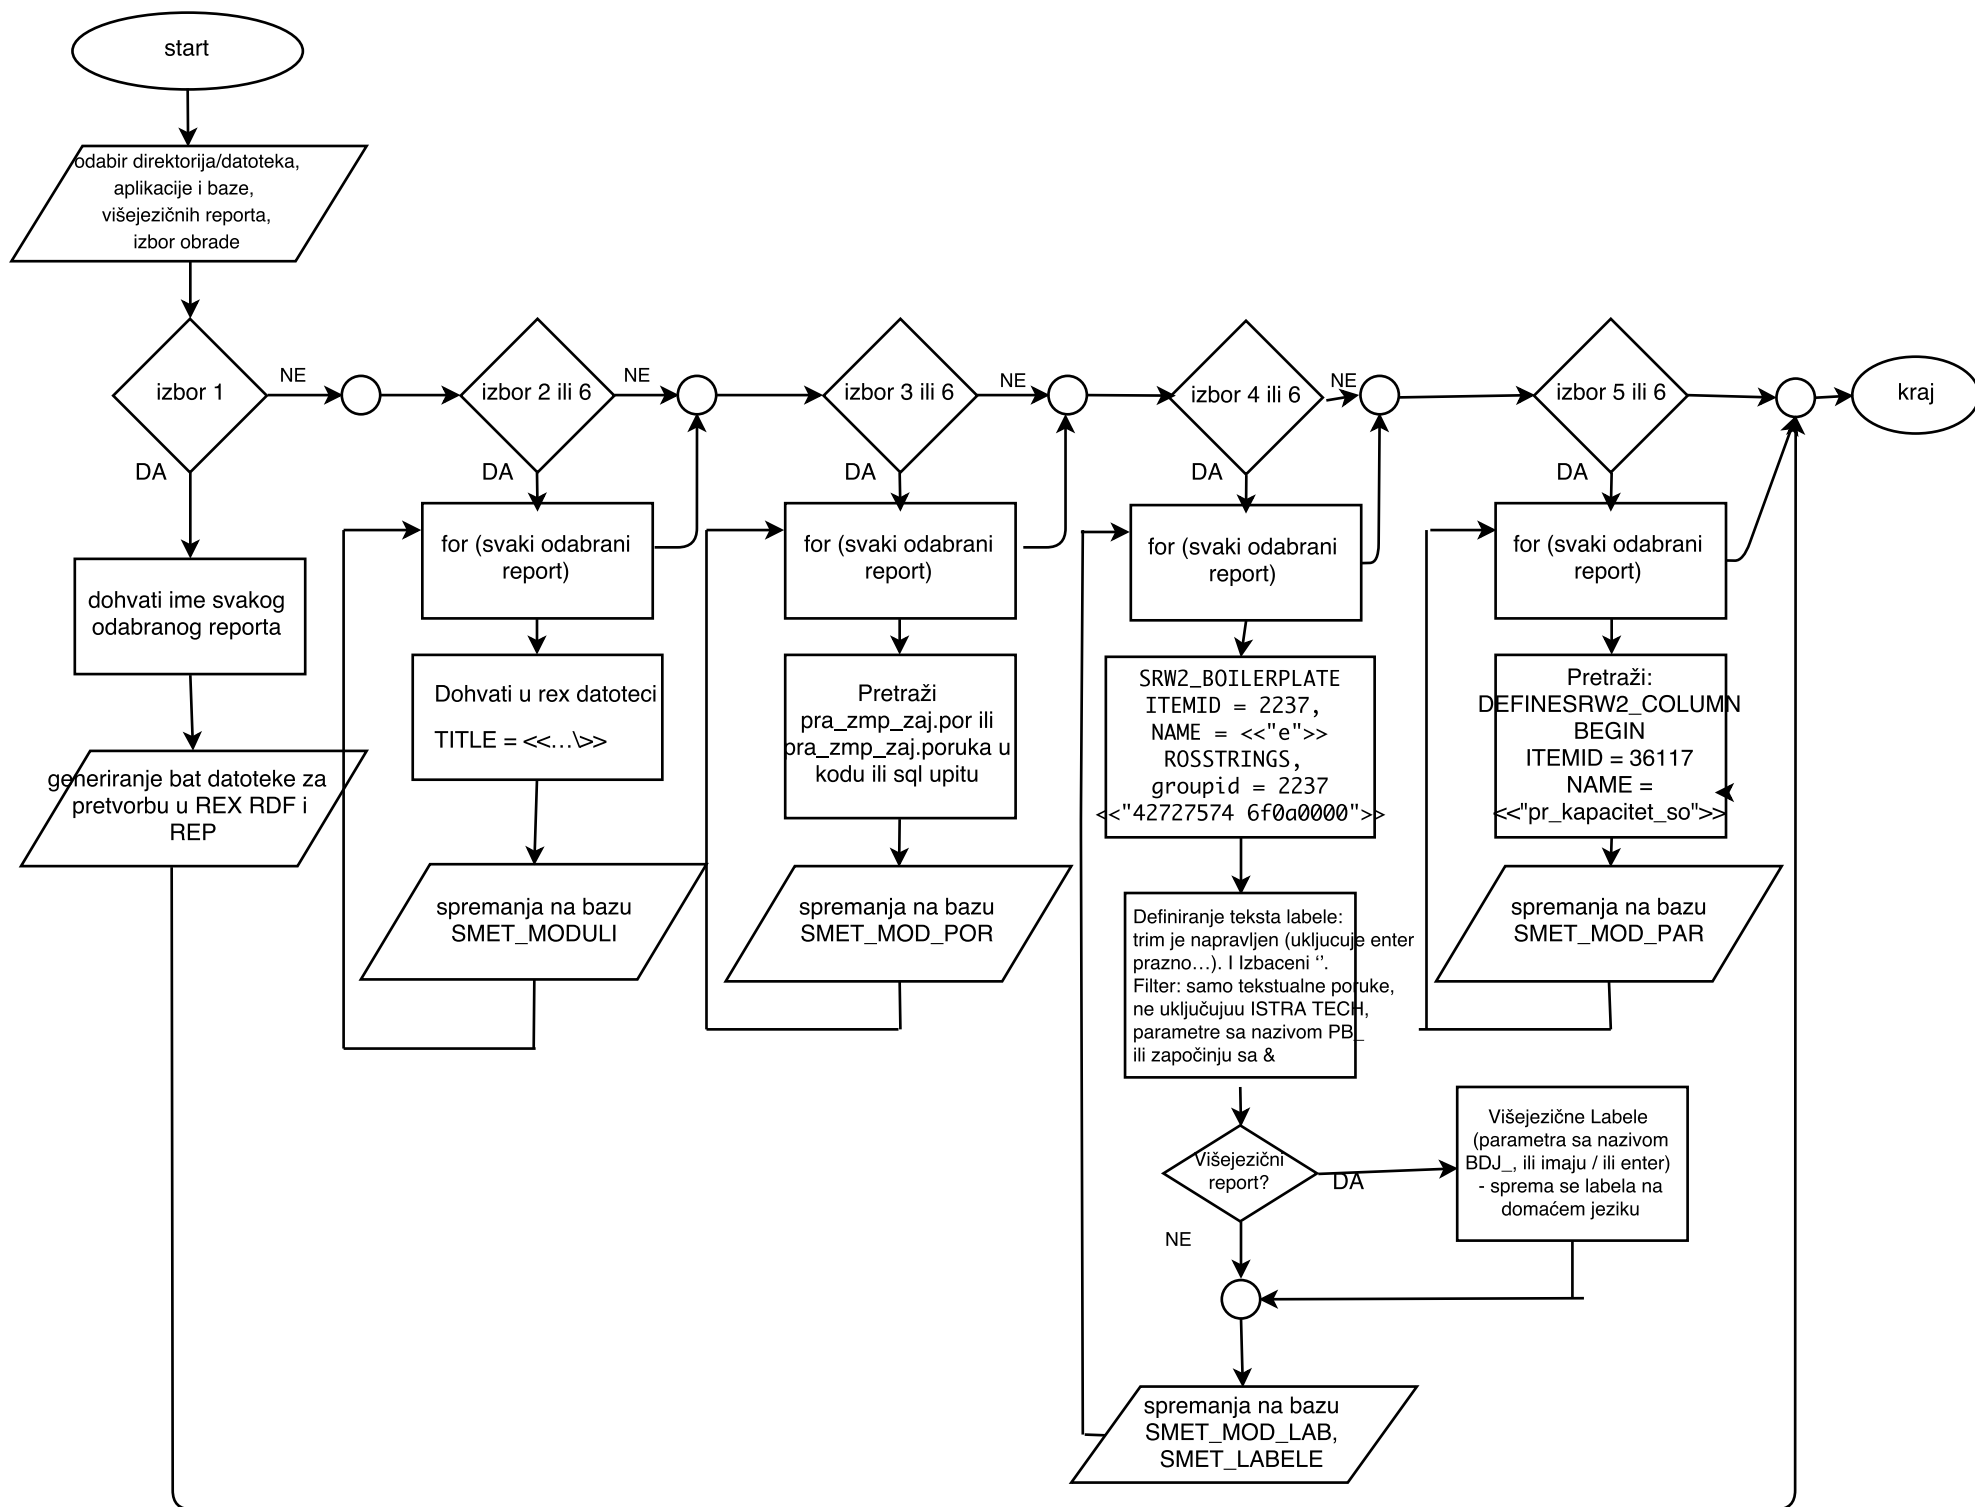 start
odabir direktorija/datoteka,
aplikacije i baze,
višejezičnih reporta,
izbor obrade
izbor 1
NE
DA
dohvati ime svakog
odabranog reporta
generiranje bat datoteke za
pretvorbu u REX RDF i
REP
izbor 2 ili 6
NE
DA
for (svaki odabrani
report)
Dohvati u rex datoteci
TITLE = <<...\>>
spremanja na bazu
SMET_MODULI
izbor 3 ili 6
NE
DA
for (svaki odabrani
report)
Pretraži
pra_zmp_zaj.por ili
pra_zmp_zaj.poruka u
kodu ili sql upitu
spremanja na bazu
SMET_MOD_POR
izbor 4 ili 6
NE
DA
for (svaki odabrani
report)
SRW2_BOILERPLATE
ITEMID = 2237,
NAME = <<"e">>
ROSSTRINGS,
groupid = 2237
<<"42727574 6f0a0000">>
Definiranje teksta labele:
trim je napravljen (ukljucuje enter
prazno...). I Izbaceni ‘’.
Filter: samo tekstualne poruke,
ne uključujuu ISTRA TECH,
parametre sa nazivom PB_
ili započinju sa &
Višejezični
report?
DA
NE
Višejezične Labele
(parametra sa nazivom
BDJ_, ili imaju / ili enter)
- sprema se labela na
domaćem jeziku
spremanja na bazu
SMET_MOD_LAB,
SMET_LABELE
izbor 5 ili 6
DA
for (svaki odabrani
report)
Pretraži:
DEFINESRW2_COLUMN
BEGIN
ITEMID = 36117
NAME =
<<"pr_kapacitet_so">>
spremanja na bazu
SMET_MOD_PAR
kraj